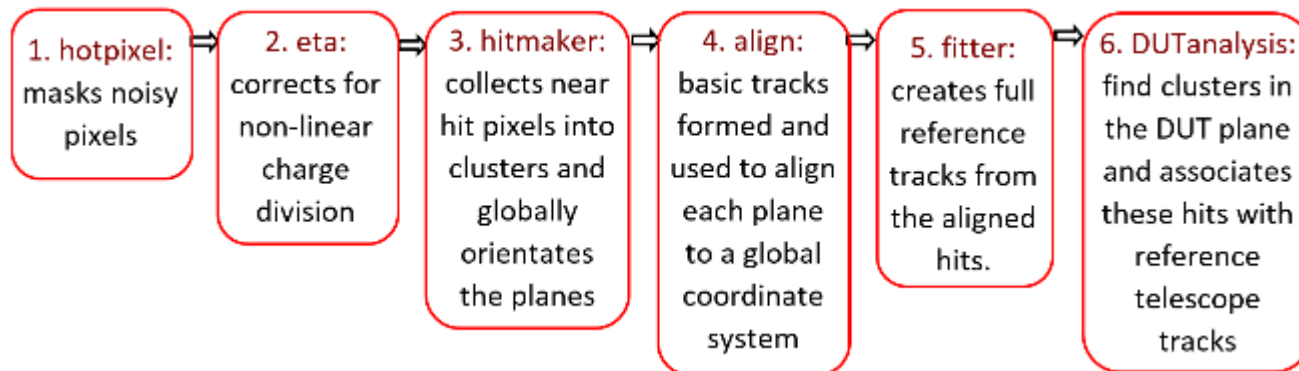 1. hotpixel:
masks noisy
pixels
2. eta:
corrects for
non-linear
charge
division
3. hitmaker:
collects near
hit pixels into
clusters and
globally
orientates
the planes
4. align:
basic tracks
formed and
used to align
each plane
to a global
coordinate
system
5. fitter:
creates full
reference
tracks from
the aligned
hits.
6. DUTanalysis:
find clusters in
the DUT plane
and associates
these hits with
reference
telescope
tracks